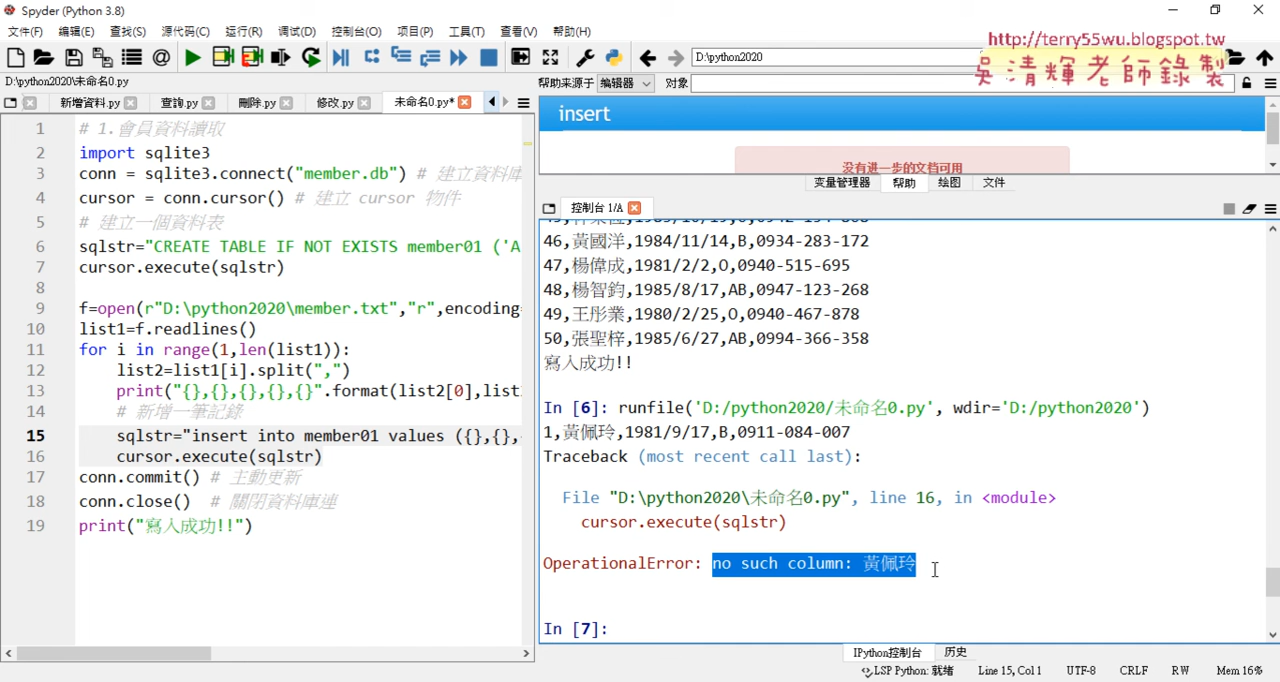 Spyder (Python 3.8)
文件(F) 编辑(E) 查找(S) 源代码(C) 运行(R) 调试(D) 控制台(O) 项目(P) 工具(T) 查看(V) 帮助(H)
http://terry55wu.blogspot.tw
吳清輝老師錄製
D:\python2020
D:\python2020\未命名0.py
帮助来源于 编辑器 对象
新增資料.py 查詢.py 刪除.py 修改.py 未命名0.py*
insert
没有进一步的文档可用
变量管理器 帮助 绘图 文件
控制台 1/A
1 # 1.會員資料讀取
2 import sqlite3
3 conn = sqlite3.connect("member.db") # 建立資料庫
4 cursor = conn.cursor() # 建立 cursor 物件
5 # 建立一個資料表
6 sqlstr="CREATE TABLE IF NOT EXISTS member01 ('A
7 cursor.execute(sqlstr)
8
9 f=open(r"D:\python2020\member.txt","r",encoding=
10 list1=f.readlines()
11 for i in range(1,len(list1)):
12 list2=list1[i].split(",")
13 print("{},{},{},{},{}".format(list2[0],list2
14 # 新增一筆記錄
15 sqlstr="insert into member01 values ({},{},
16 cursor.execute(sqlstr)
17 conn.commit() # 主動更新
18 conn.close() # 關閉資料庫連
19 print("寫入成功!!")
46,黃國洋,1984/11/14,B,0934-283-172
47,楊偉成,1981/2/2,O,0940-515-695
48,楊智鈞,1985/8/17,AB,0947-123-268
49,王彤業,1980/2/25,O,0940-467-878
50,張聖梓,1985/6/27,AB,0994-366-358
寫入成功!!
In [6]: runfile('D:/python2020/未命名0.py', wdir='D:/python2020')
1,黃佩玲,1981/9/17,B,0911-084-007
Traceback (most recent call last):
File "D:\python2020\未命名0.py", line 16, in <module>
cursor.execute(sqlstr)
OperationalError: no such column: 黃佩玲
In [7]:
IPython控制台 历史
LSP Python: 就绪 Line 15, Col 1 UTF-8 CRLF RW Mem 16%